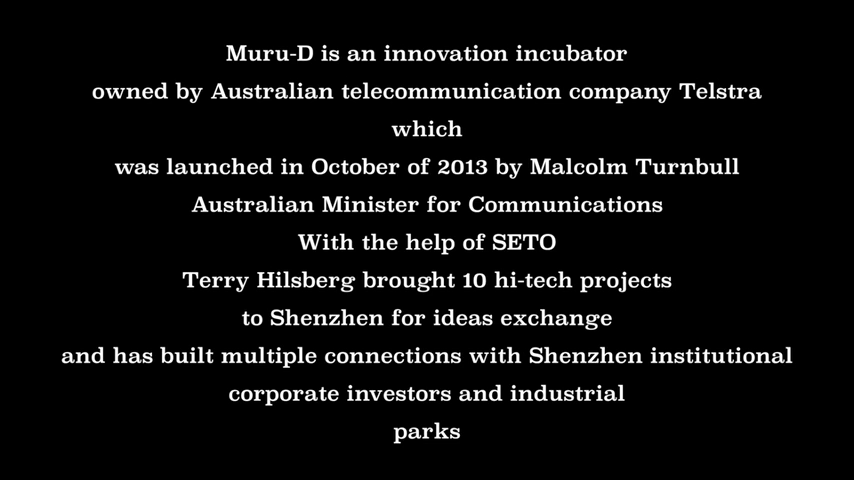 Muru-D is an innovation incubator
owned by Australian telecommunication company Telstra
which
was launched in October of 2013 by Malcolm Turnbull
Australian Minister for Communications
With the help of SETO
Terry Hilsberg brought 10 hi-tech projects
to Shenzhen for ideas exchange
and has built multiple connections with Shenzhen institutional
corporate investors and industrial
parks